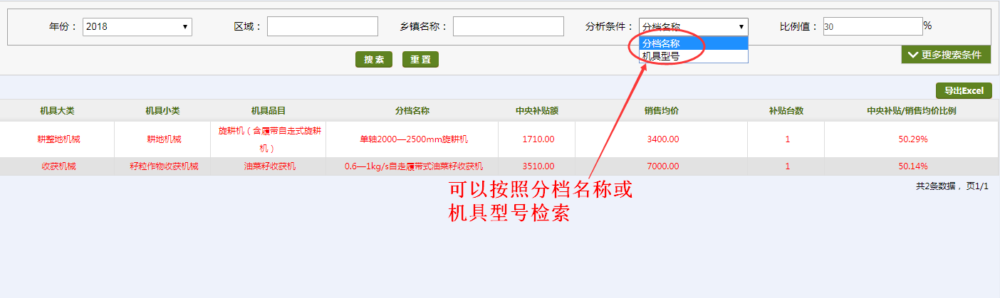 年份： 2018 区域： 乡镇名称： 分析条件： 分档名称 比例值： 30 %
分档名称
机具型号
搜 索 重 置 更多搜索条件
导出Excel
机具大类 机具小类 机具品目 分档名称 中央补贴额 销售均价 补贴台数 中央补贴/销售均价比例
耕整地机械 耕地机械 旋耕机（含履带自走式旋耕机） 单轴2000—2500mm旋耕机 1710.00 3400.00 1 50.29%
收获机械 籽粒作物收获机械 油菜籽收获机 0.6—1kg/s自走履带式油菜籽收获机 3510.00 7000.00 1 50.14%
共2条数据， 页1/1
可以按照分档名称或
机具型号检索